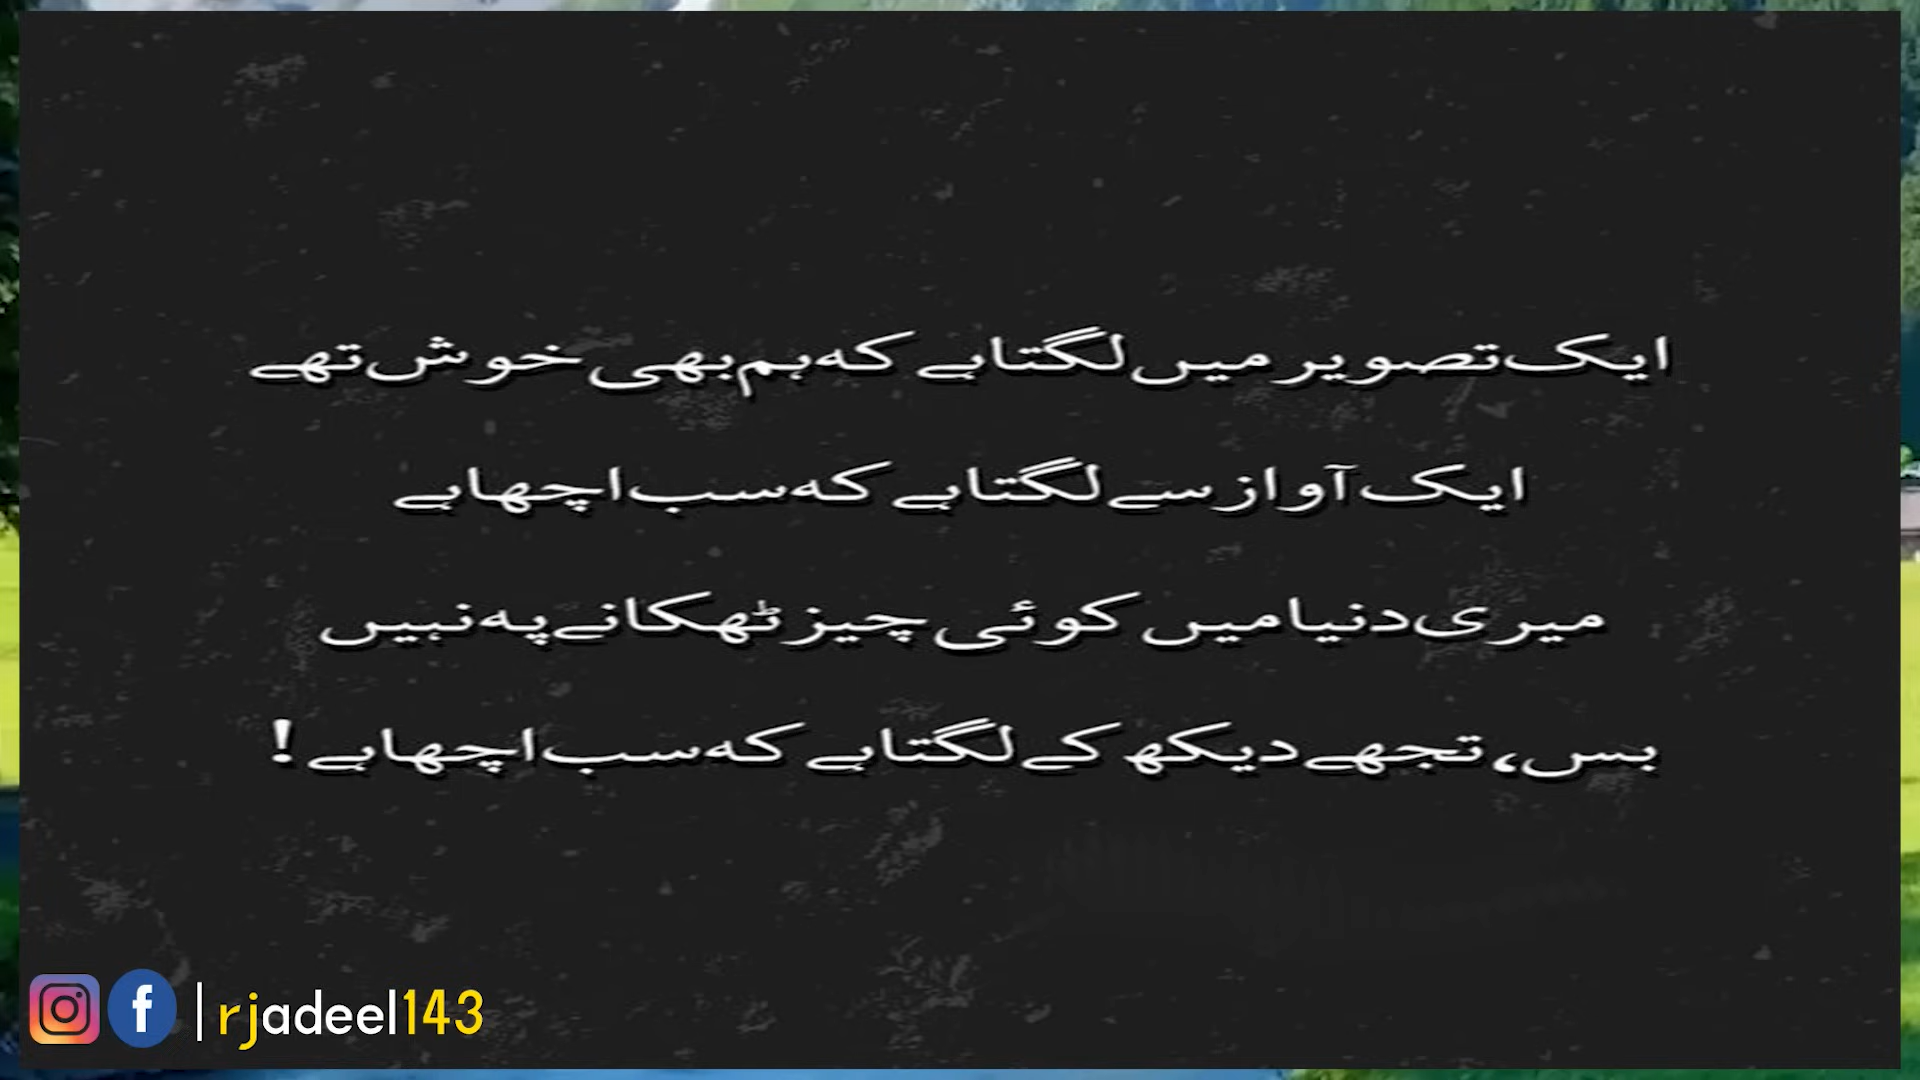 ایک تصویر میں لگتا ہے کہ ہم بھی خوش تھے
ایک آواز سے لگتا ہے کہ سب اچھا ہے
میری دنیا میں کوئی چیز ٹھکانے پہ نہیں
بس، تجھے دیکھ کے لگتا ہے کہ سب اچھا ہے!
|rjadeel143